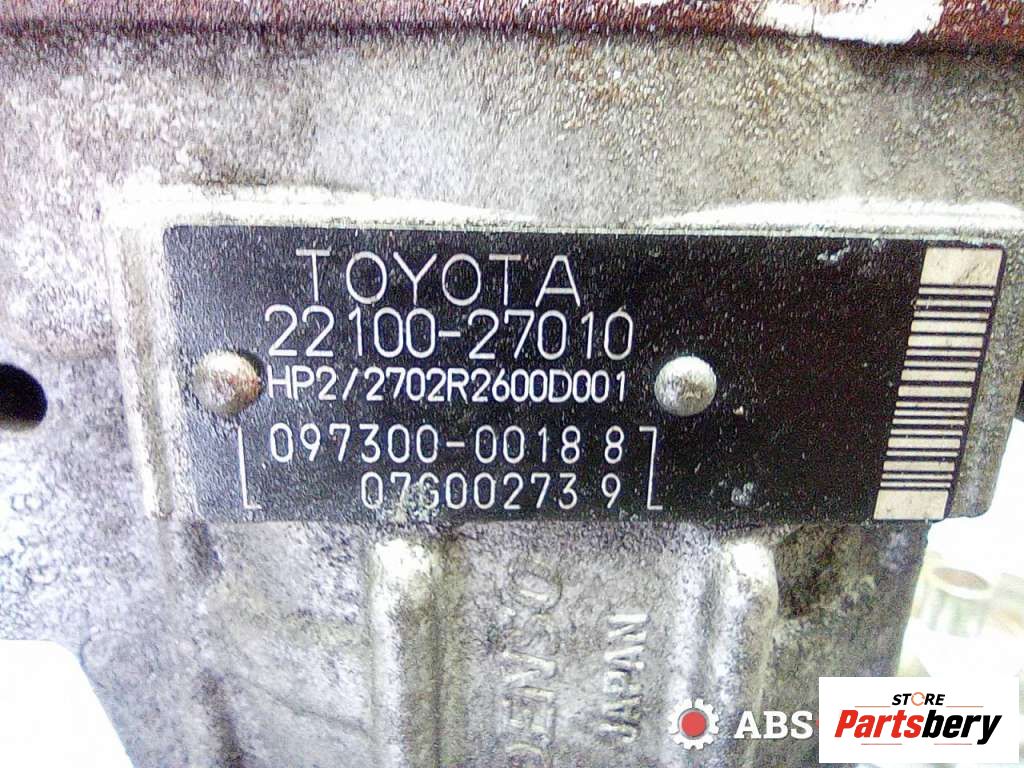 TOYOTA
22100-27010
HP2/2702R2600D001
097300-0018 8
07G00273 9
DENSO
JAPAN
ABS
STORE
Partsbery